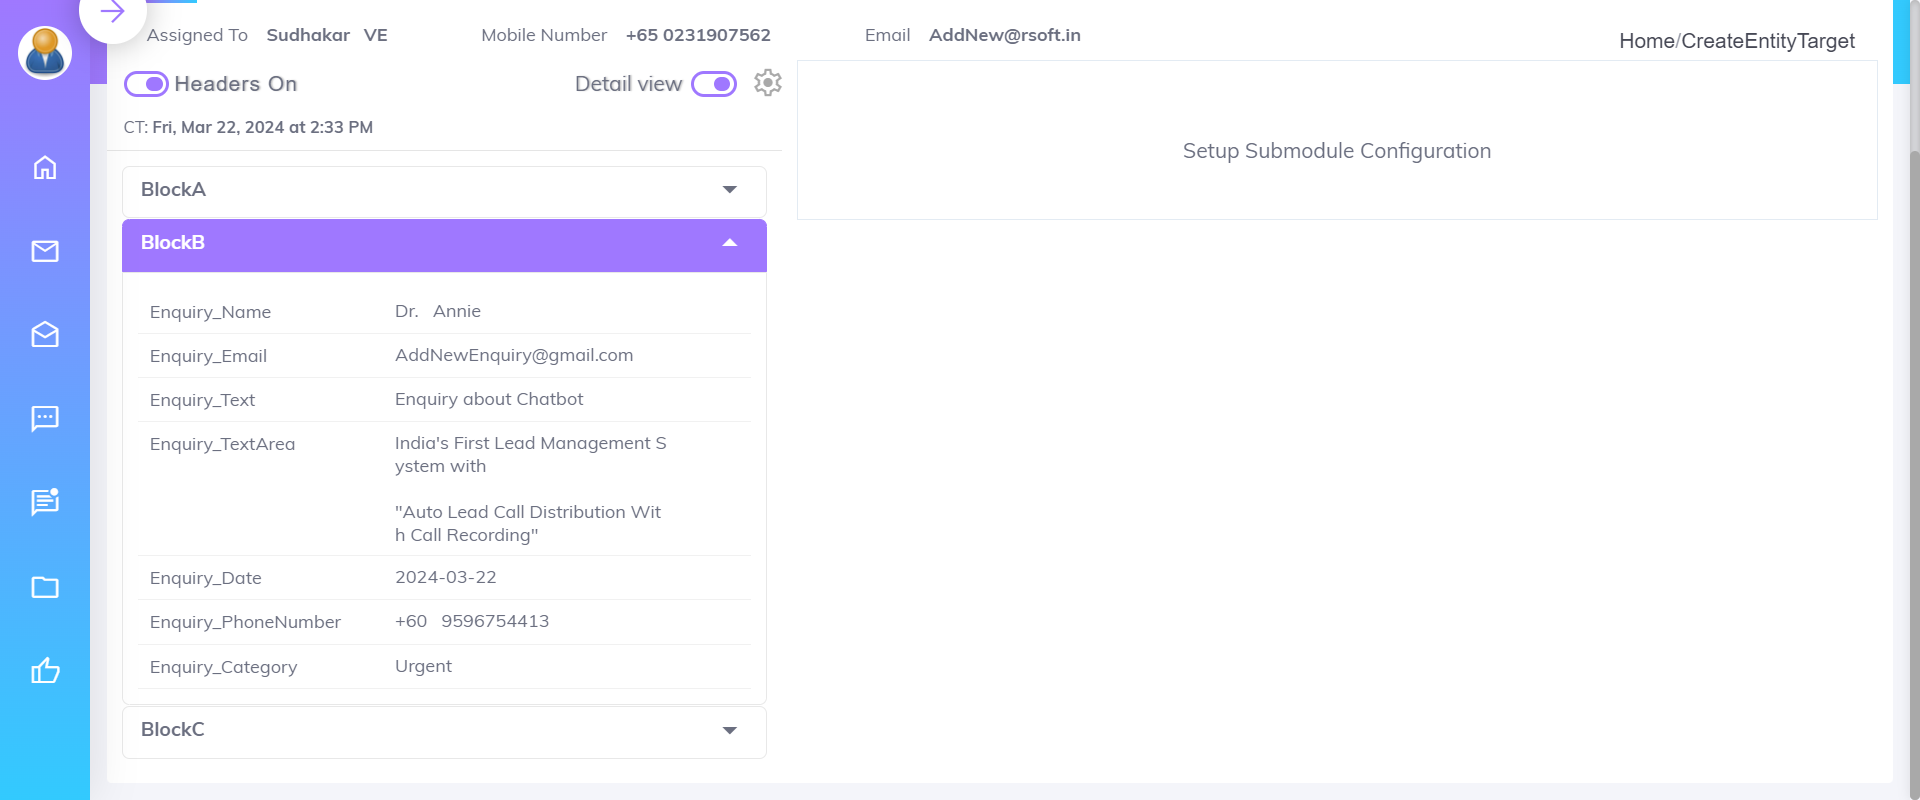 Assigned To Sudhakar VE Mobile Number +65 0231907562 Email AddNew@rsoft.in
Home/CreateEntityTarget
Headers On Detail view
CT: Fri, Mar 22, 2024 at 2:33 PM
Setup Submodule Configuration
BlockA
BlockB
Enquiry_Name Dr. Annie
Enquiry_Email AddNewEnquiry@gmail.com
Enquiry_Text Enquiry about Chatbot
Enquiry_TextArea India's First Lead Management S
ystem with
"Auto Lead Call Distribution Wit
h Call Recording"
Enquiry_Date 2024-03-22
Enquiry_PhoneNumber +60 9596754413
Enquiry_Category Urgent
BlockC